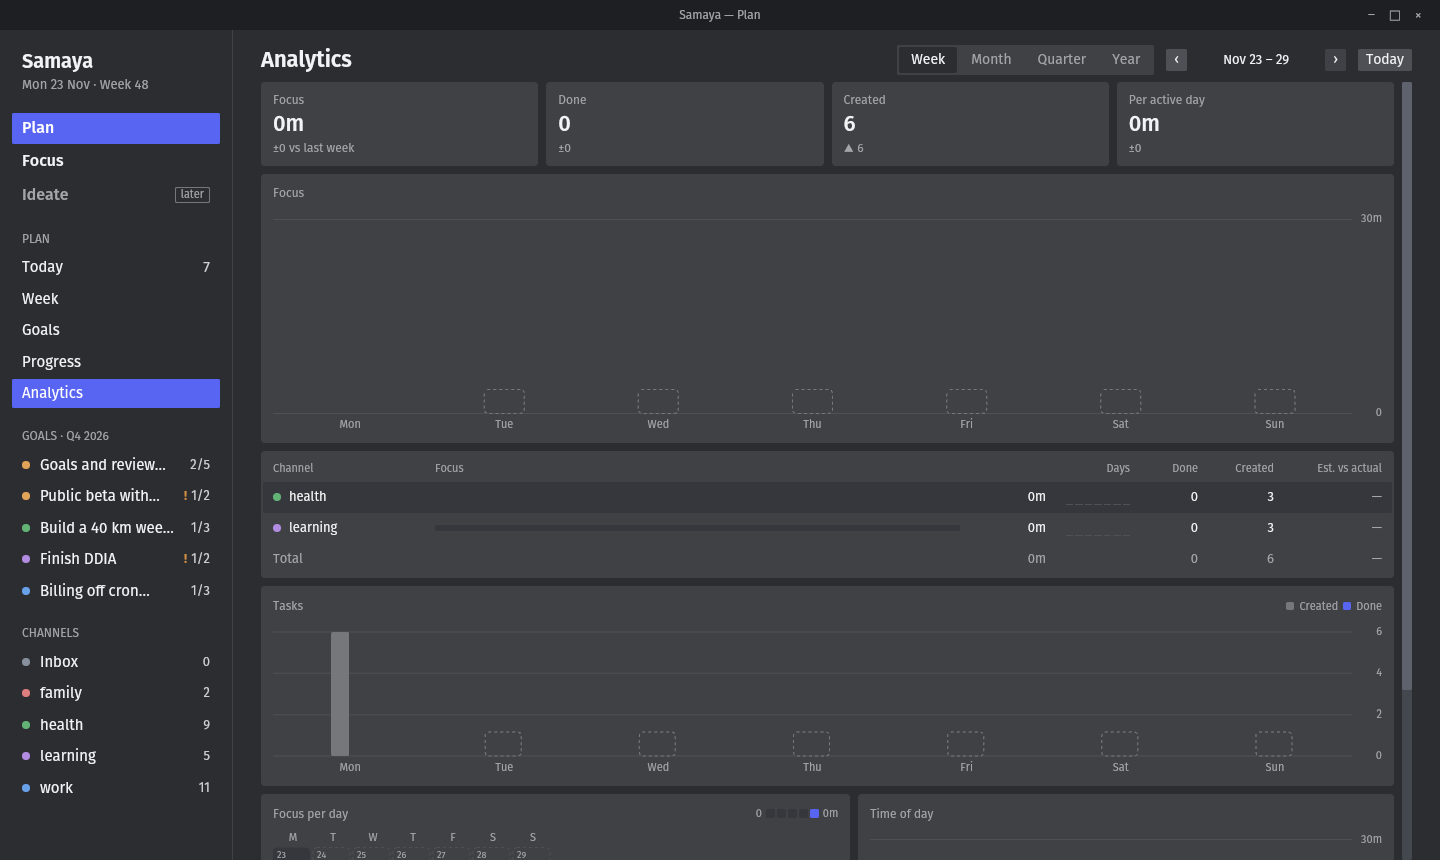 Samaya — Plan
Samaya
Mon 23 Nov · Week 48
Plan
Focus
Ideate later
PLAN
Today 7
Week
Goals
Progress
Analytics
GOALS · Q4 2026
Goals and review... 2/5
Public beta with... ! 1/2
Build a 40 km wee... 1/3
Finish DDIA ! 1/2
Billing off cron... 1/3
CHANNELS
Inbox 0
family 2
health 9
learning 5
work 11
Analytics
Week Month Quarter Year ‹ Nov 23 – 29 › Today
Focus
0m
±0 vs last week
Done
0
±0
Created
6
▲ 6
Per active day
0m
±0
Focus
30m
0
Mon Tue Wed Thu Fri Sat Sun
Channel Focus Days Done Created Est. vs actual
health 0m 0 3 —
learning 0m 0 3 —
Total 0m 0 6 —
Tasks Created Done
6
4
2
0
Mon Tue Wed Thu Fri Sat Sun
Focus per day 0 0m
M T W T F S S
23 24 25 26 27 28 29
Time of day
30m